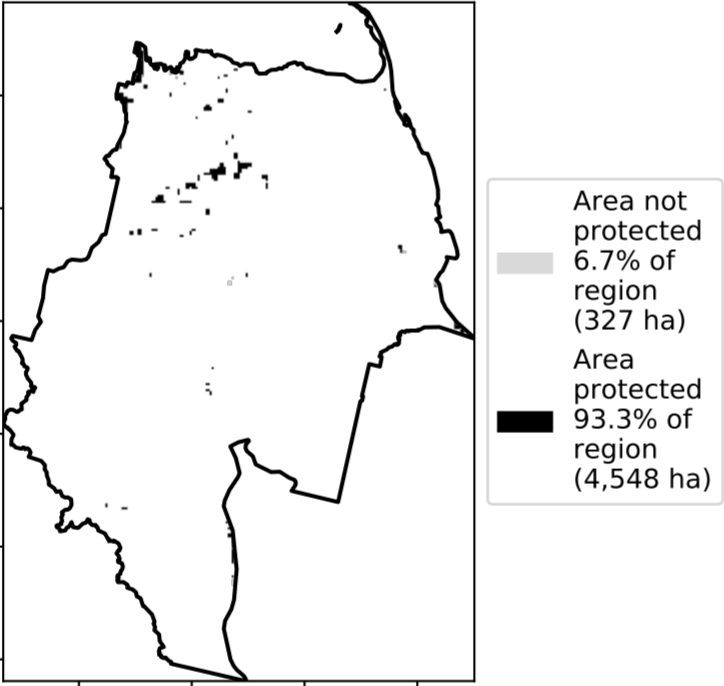 Area not
protected
6.7% of
region
(327 ha)
Area
protected
93.3% of
region
(4,548 ha)